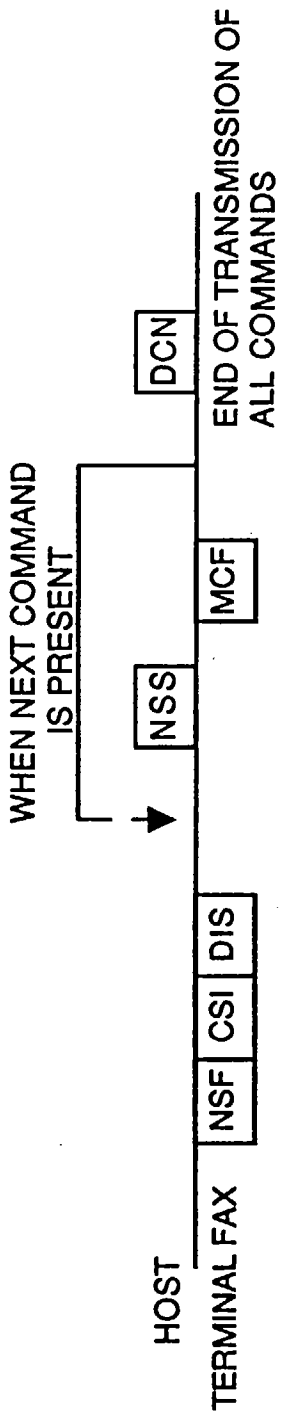 WHEN NEXT COMMAND
IS PRESENT
HOST
NSS
DCN
TERMINAL FAX
NSF CSI DIS
MCF
END OF TRANSMISSION OF
ALL COMMANDS